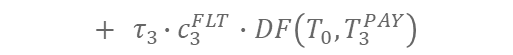 + τ₃ · c₃^{FLT} · DF(T₀, T₃^{PAY})